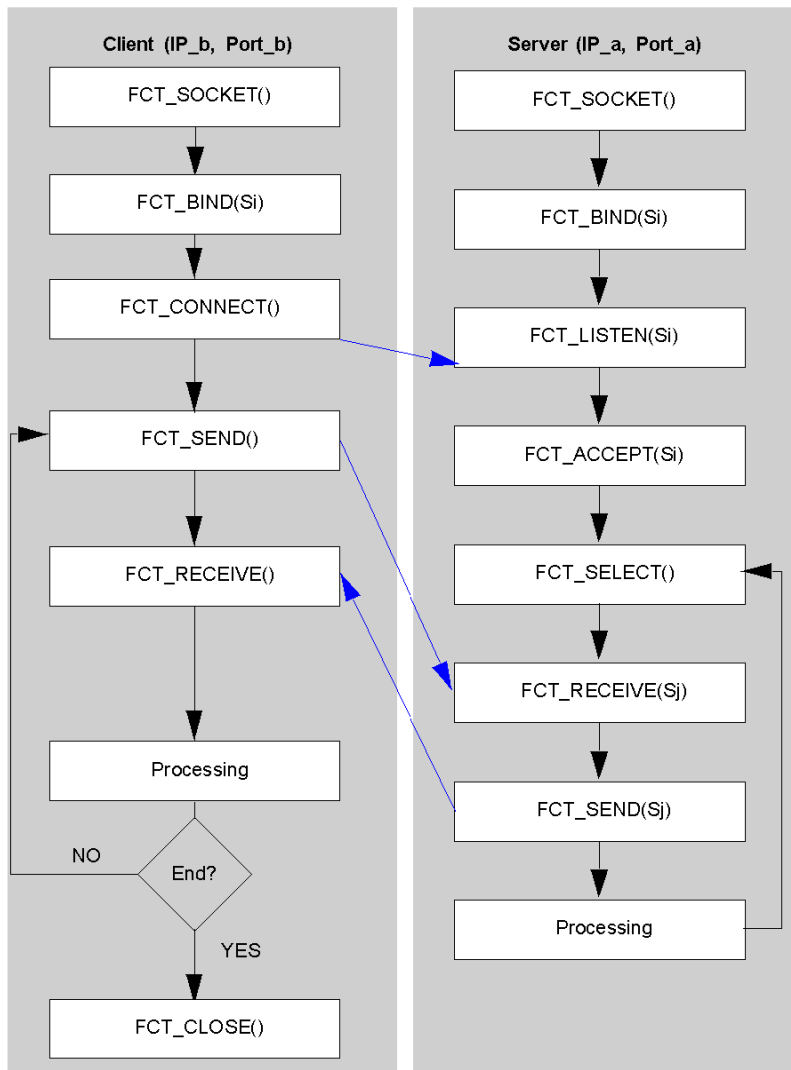 Client (IP_b, Port_b)
FCT_SOCKET()
FCT_BIND(Si)
FCT_CONNECT()
FCT_SEND()
FCT_RECEIVE()
Processing
End?
NO
YES
FCT_CLOSE()
Server (IP_a, Port_a)
FCT_SOCKET()
FCT_BIND(Si)
FCT_LISTEN(Si)
FCT_ACCEPT(Si)
FCT_SELECT()
FCT_RECEIVE(Sj)
FCT_SEND(Sj)
Processing